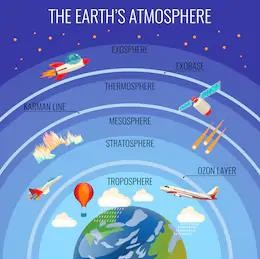 THE EARTH'S ATMOSPHERE
EXOSPHERE
EXOBASE
THERMOSPHERE
KARMAN LINE
MESOSPHERE
STRATOSPHERE
OZON LAYER
TROPOSPHERE